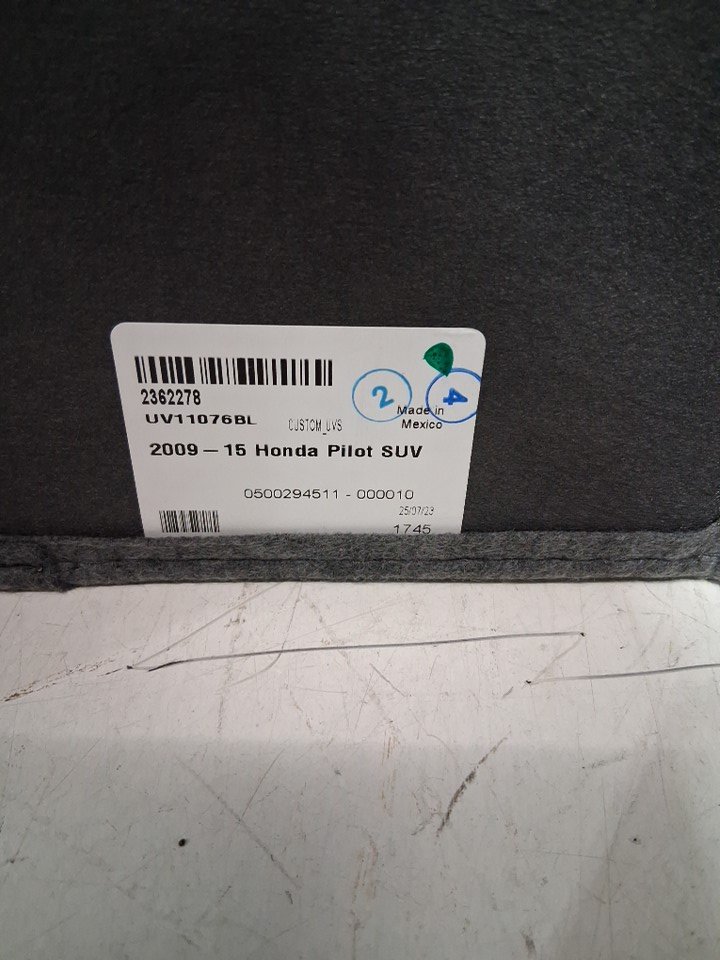 2362278
UV11076BL
CUSTOM_UVS
2
4
Made in
Mexico
2009 – 15 Honda Pilot SUV
0500294511 - 000010
25/07/23
1745